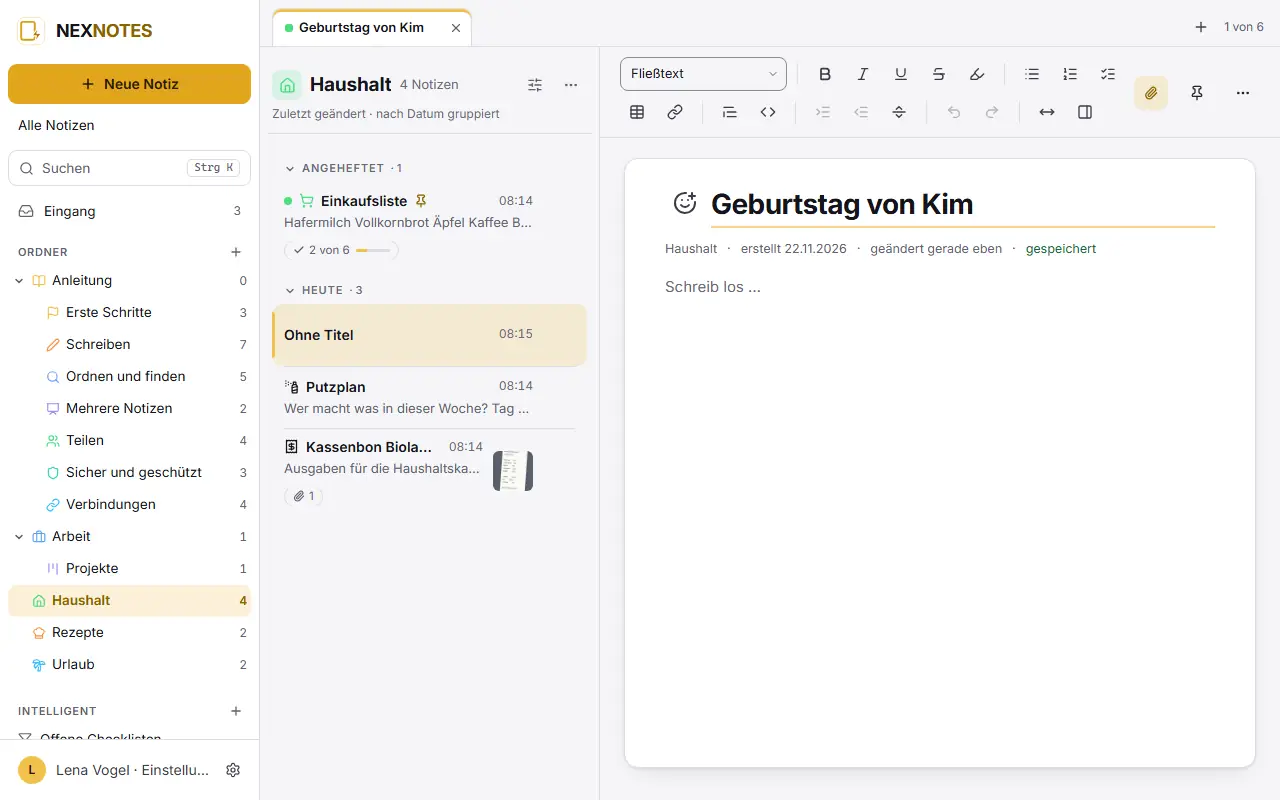 NEXNOTES
Neue Notiz
Alle Notizen
Suchen Strg K
Eingang 3
ORDNER
Anleitung 0
Erste Schritte 3
Schreiben 7
Ordnen und finden 5
Mehrere Notizen 2
Teilen 4
Sicher und geschützt 3
Verbindungen 4
Arbeit 1
Projekte 1
Haushalt 4
Rezepte 2
Urlaub 2
INTELLIGENT
Offene Checklisten
L Lena Vogel · Einstellu...
Geburtstag von Kim
1 von 6
Haushalt 4 Notizen
Zuletzt geändert · nach Datum gruppiert
ANGEHEFTET · 1
Einkaufsliste 08:14
Hafermilch Vollkornbrot Äpfel Kaffee B...
2 von 6
HEUTE · 3
Ohne Titel 08:15
Putzplan 08:14
Wer macht was in dieser Woche? Tag ...
Kassenbon Biola... 08:14
Ausgaben für die Haushaltska...
1
Fließtext
Geburtstag von Kim
Haushalt · erstellt 22.11.2026 · geändert gerade eben · gespeichert
Schreib los ...